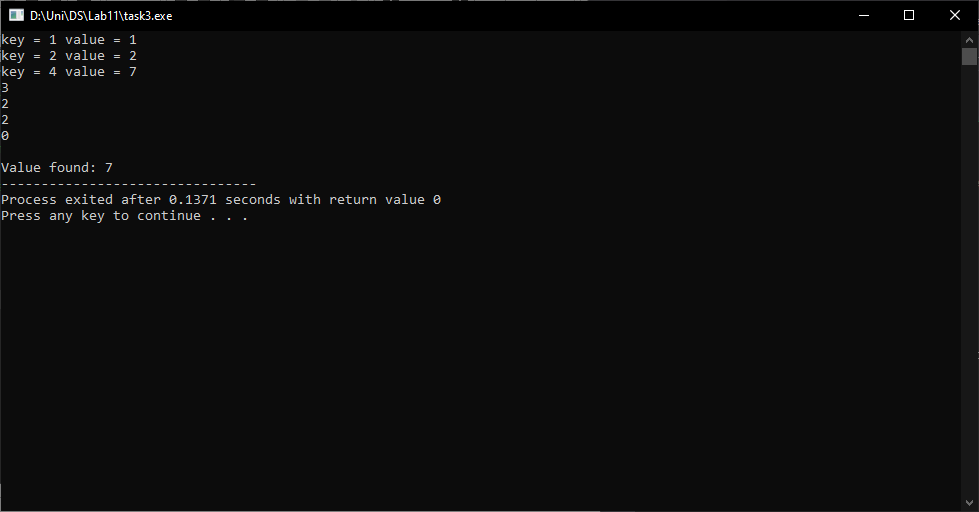 D:\Uni\DS\Lab11\task3.exe
key = 1 value = 1
key = 2 value = 2
key = 4 value = 7
3
2
2
0
Value found: 7
--------------------------------
Process exited after 0.1371 seconds with return value 0
Press any key to continue . . .